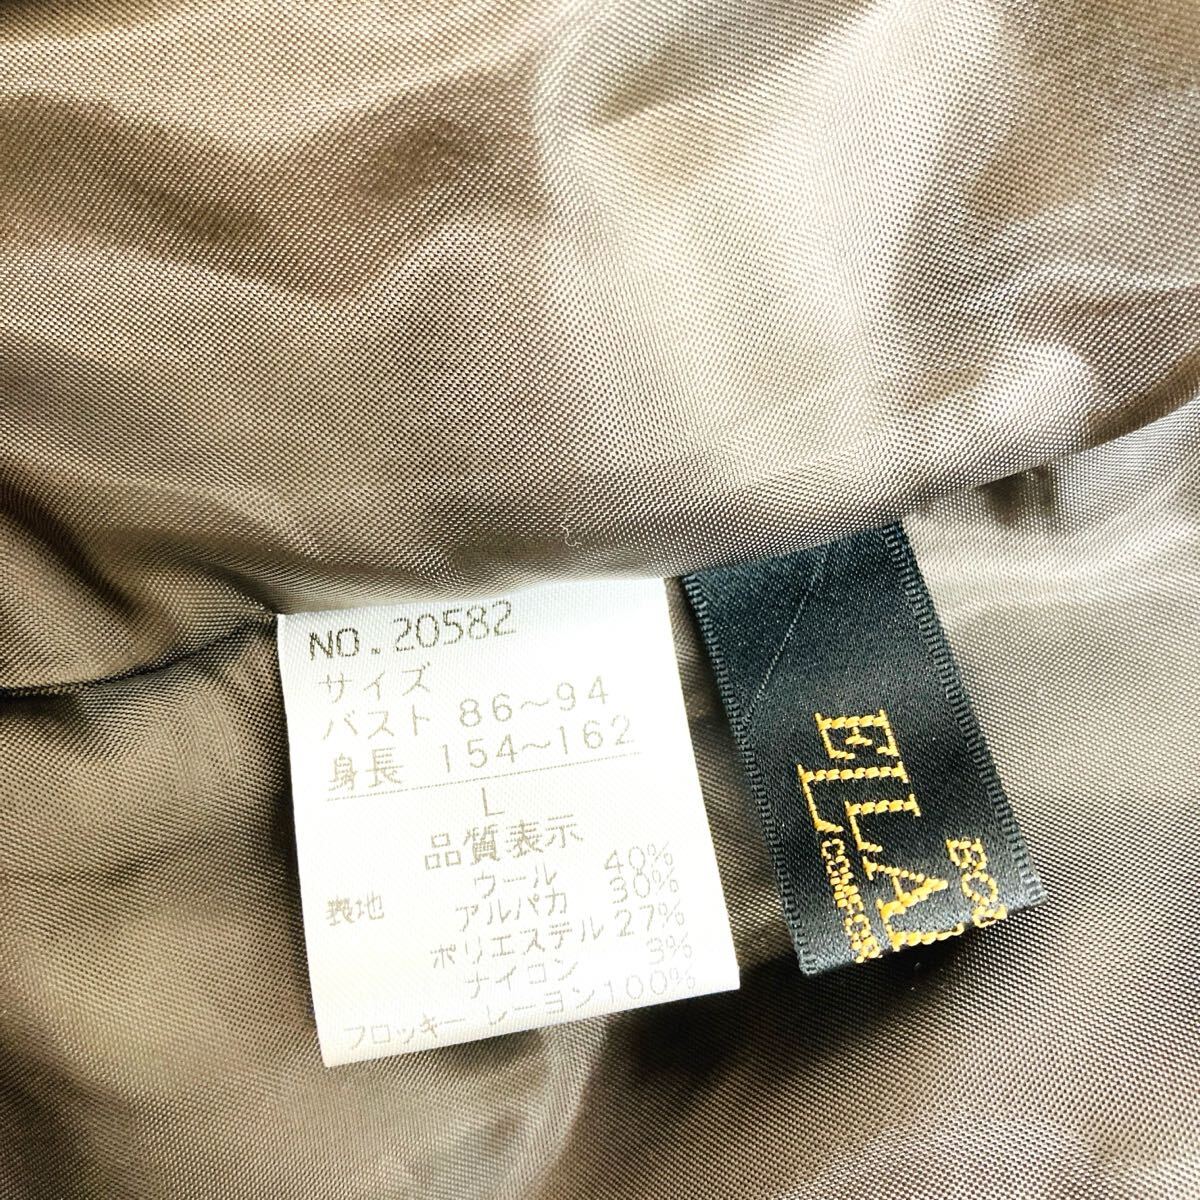 NO.20582
サイズ
バスト 86～94
身長 154～162
L
品質表示
ウール 40%
表地 アルパカ 30%
ポリエステル 27%
ナイロン 3%
フロッキー レーヨン100%